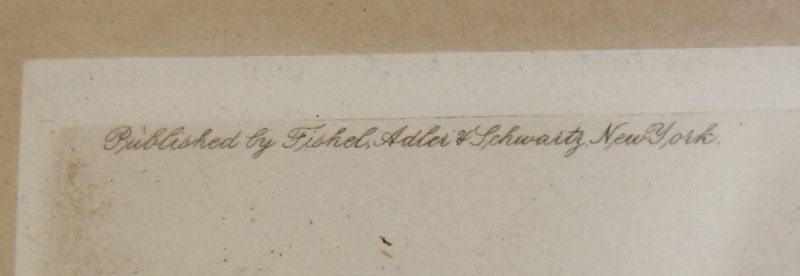 Published by Fishel, Adler & Schwartz, New York.